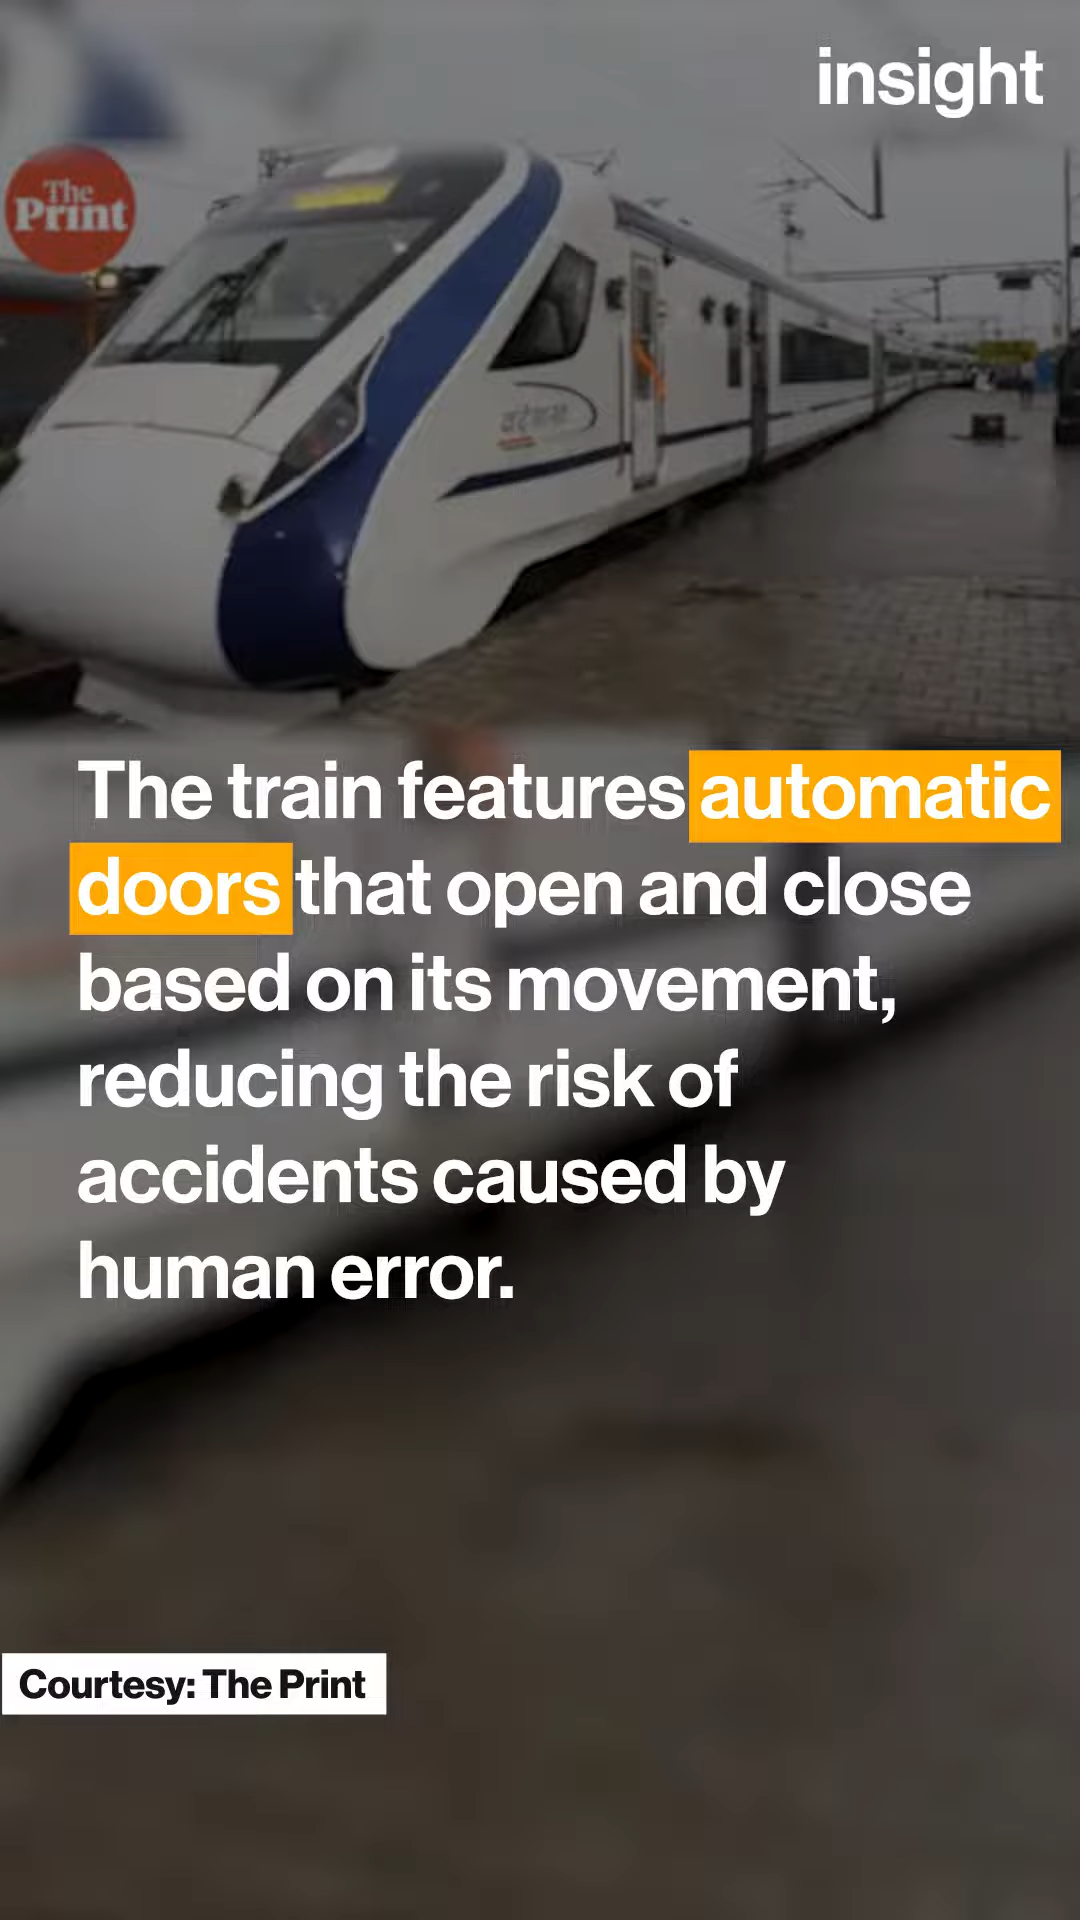 insight
The
Print
The train features automatic
doors that open and close
based on its movement,
reducing the risk of
accidents caused by
human error.
Courtesy: The Print